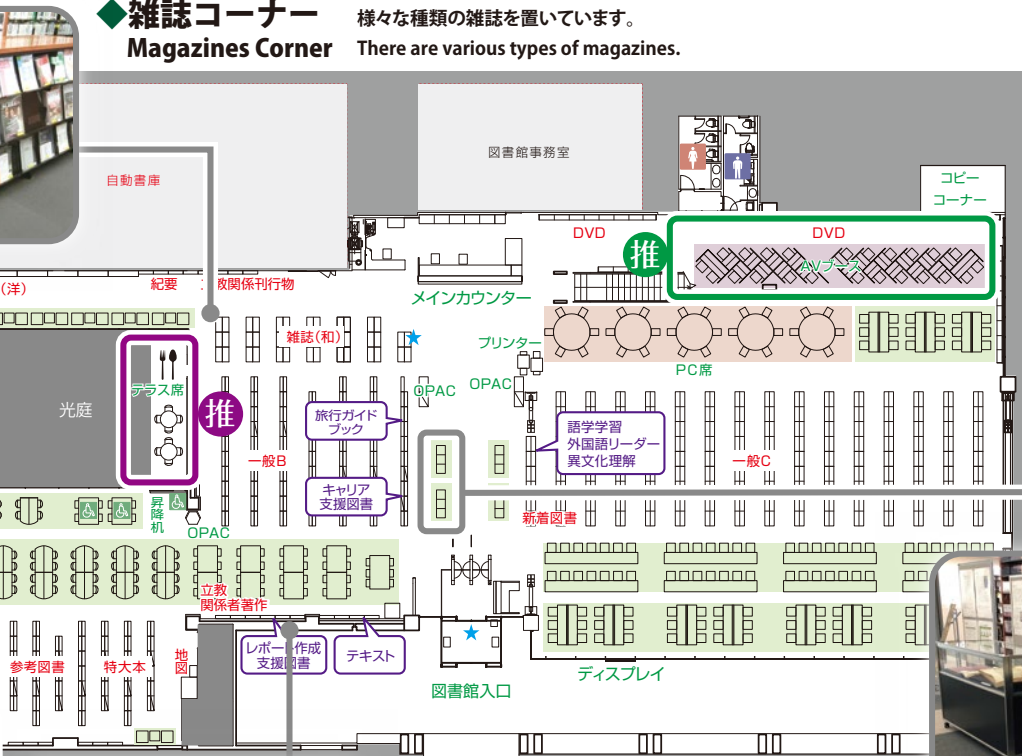 ◆雑誌コーナー
様々な種類の雑誌を置いています。
Magazines Corner
There are various types of magazines.
図書館事務室
自動書庫
コピー
コーナー
DVD
推
DVD
AVブース
(洋)
紀要
教関係刊行物
メインカウンター
雑誌(和)
プリンター
PC席
テラス席
光庭
推
OPAC
OPAC
旅行ガイド
ブック
語学学習
外国語リーダー
異文化理解
一般B
一般C
キャリア
支援図書
新着図書
昇降机
OPAC
立教
関係者著作
レポート作成
支援図書
テキスト
参考図書
特大本
地図
図書館入口
ディスプレイ